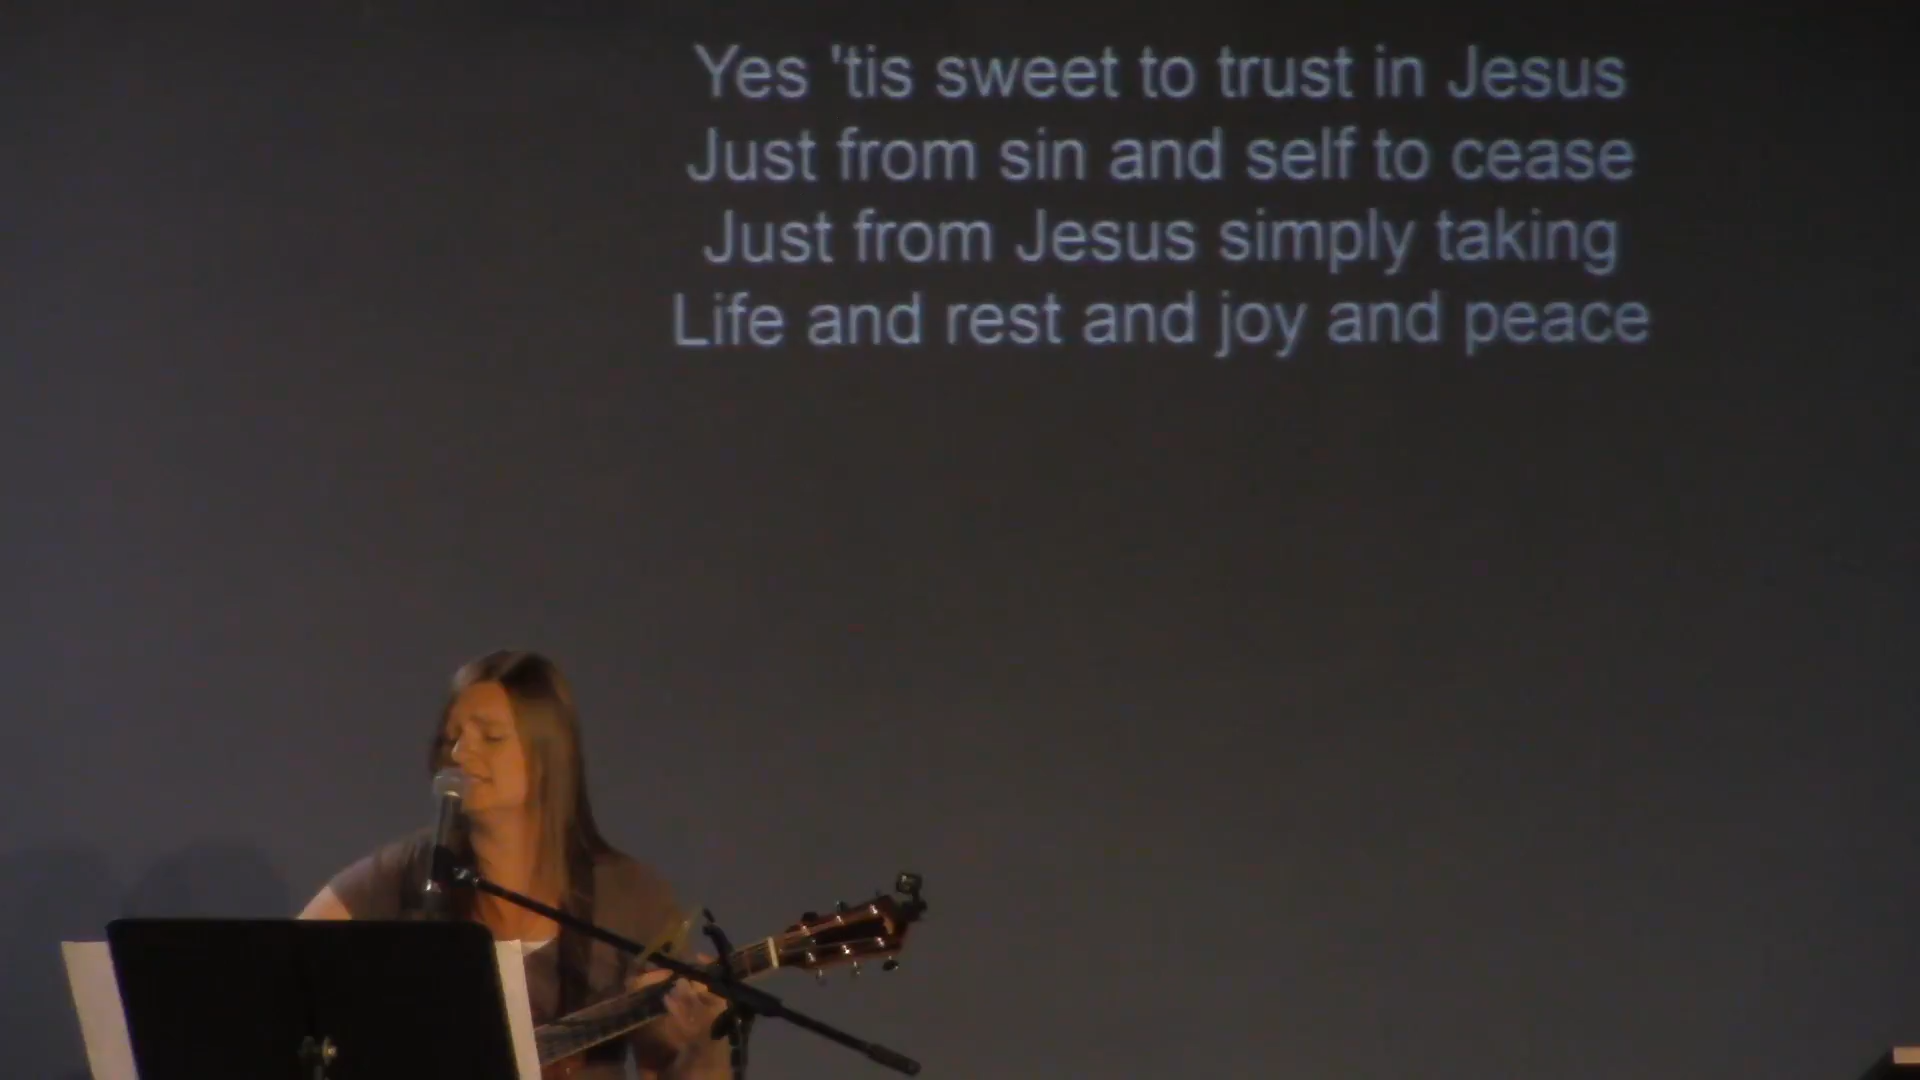 Yes 'tis sweet to trust in Jesus
Just from sin and self to cease
Just from Jesus simply taking
Life and rest and joy and peace